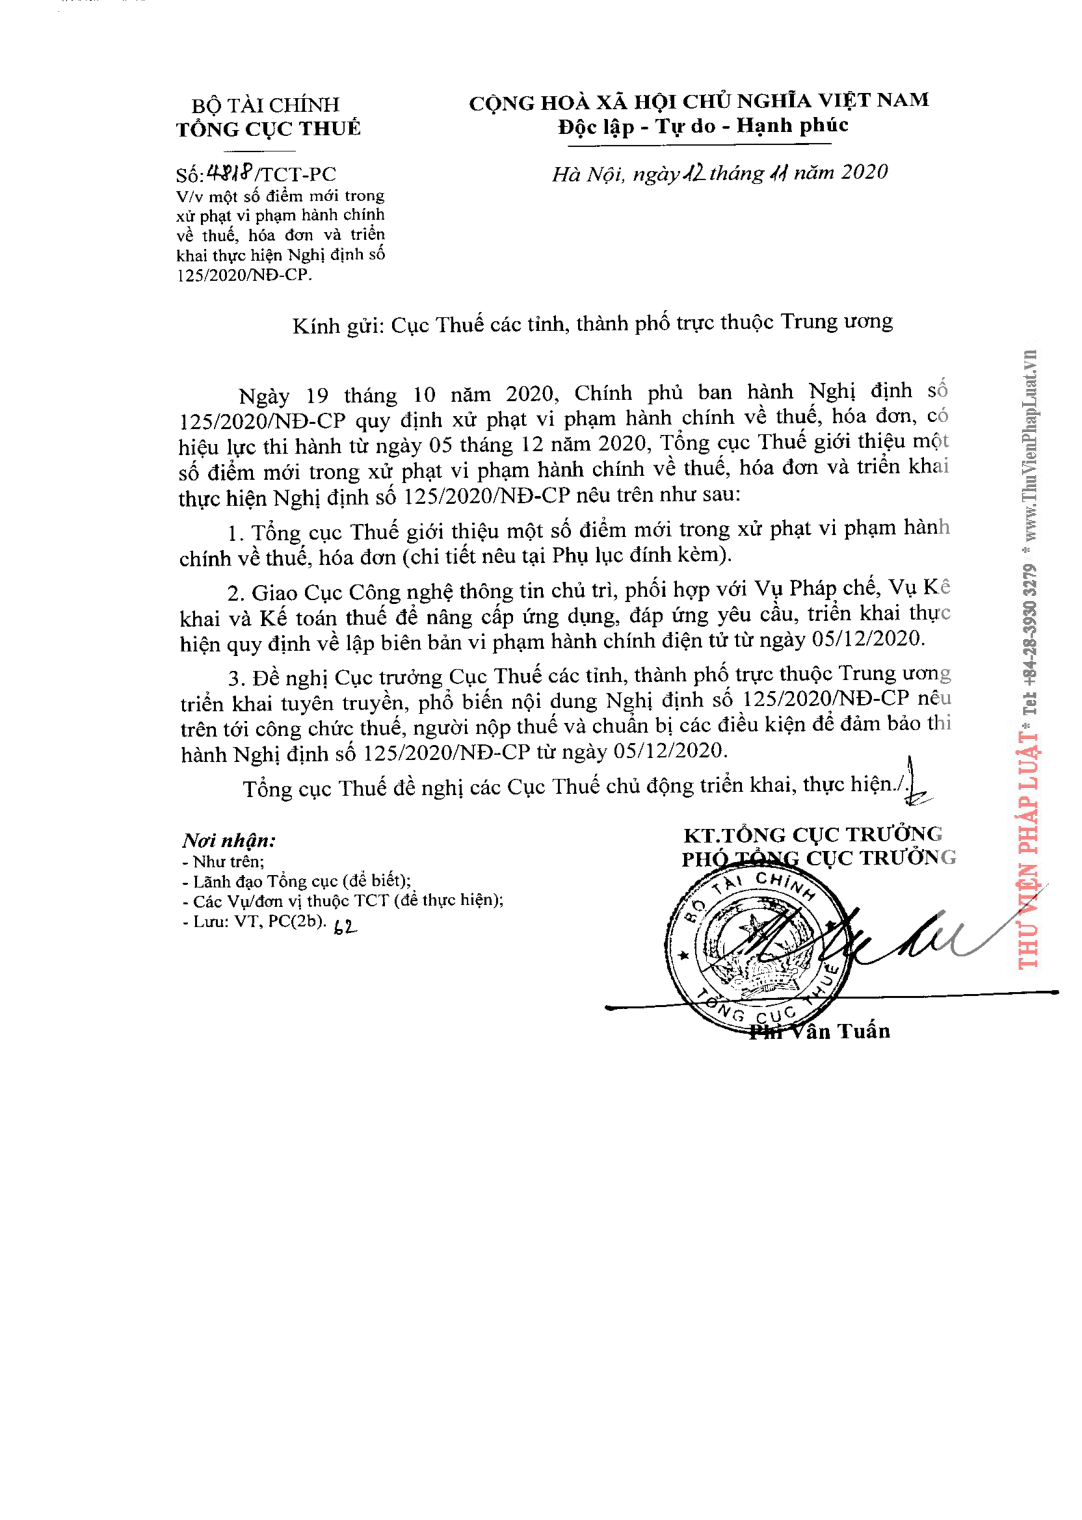 BỘ TÀI CHÍNH
TỔNG CỤC THUẾ
CỘNG HOÀ XÃ HỘI CHỦ NGHĨA VIỆT NAM
Độc lập - Tự do - Hạnh phúc
Số:4818/TCT-PC
V/v một số điểm mới trong
xử phạt vi phạm hành chính
về thuế, hóa đơn và triển
khai thực hiện Nghị định số
125/2020/NĐ-CP.
Hà Nội, ngày 12 tháng 11 năm 2020
Kính gửi: Cục Thuế các tỉnh, thành phố trực thuộc Trung ương
Ngày 19 tháng 10 năm 2020, Chính phủ ban hành Nghị định số
125/2020/NĐ-CP quy định xử phạt vi phạm hành chính về thuế, hóa đơn, có
hiệu lực thi hành từ ngày 05 tháng 12 năm 2020, Tổng cục Thuế giới thiệu một
số điểm mới trong xử phạt vi phạm hành chính về thuế, hóa đơn và triển khai
thực hiện Nghị định số 125/2020/NĐ-CP nêu trên như sau:
1. Tổng cục Thuế giới thiệu một số điểm mới trong xử phạt vi phạm hành
chính về thuế, hóa đơn (chi tiết nêu tại Phụ lục đính kèm).
2. Giao Cục Công nghệ thông tin chủ trì, phối hợp với Vụ Pháp chế, Vụ Kê
khai và Kế toán thuế để nâng cấp ứng dụng, đáp ứng yêu cầu, triển khai thực
hiện quy định về lập biên bản vi phạm hành chính điện tử từ ngày 05/12/2020.
3. Đề nghị Cục trưởng Cục Thuế các tỉnh, thành phố trực thuộc Trung ương
triển khai tuyên truyền, phổ biến nội dung Nghị định số 125/2020/NĐ-CP nêu
trên tới công chức thuế, người nộp thuế và chuẩn bị các điều kiện để đảm bảo thi
hành Nghị định số 125/2020/NĐ-CP từ ngày 05/12/2020.
Tổng cục Thuế đề nghị các Cục Thuế chủ động triển khai, thực hiện./.
Nơi nhận:
- Như trên;
- Lãnh đạo Tổng cục (để biết);
- Các Vụ/đơn vị thuộc TCT (để thực hiện);
- Lưu: VT, PC(2b). 62
KT.TỔNG CỤC TRƯỞNG
PHÓ TỔNG CỤC TRƯỞNG
BỘ TÀI CHÍNH
TỔNG CỤC THUẾ
Phi Vân Tuấn
THƯ VIỆN PHÁP LUẬT * Tel: +84-28-3930 3279 * www.ThuVienPhapLuat.vn